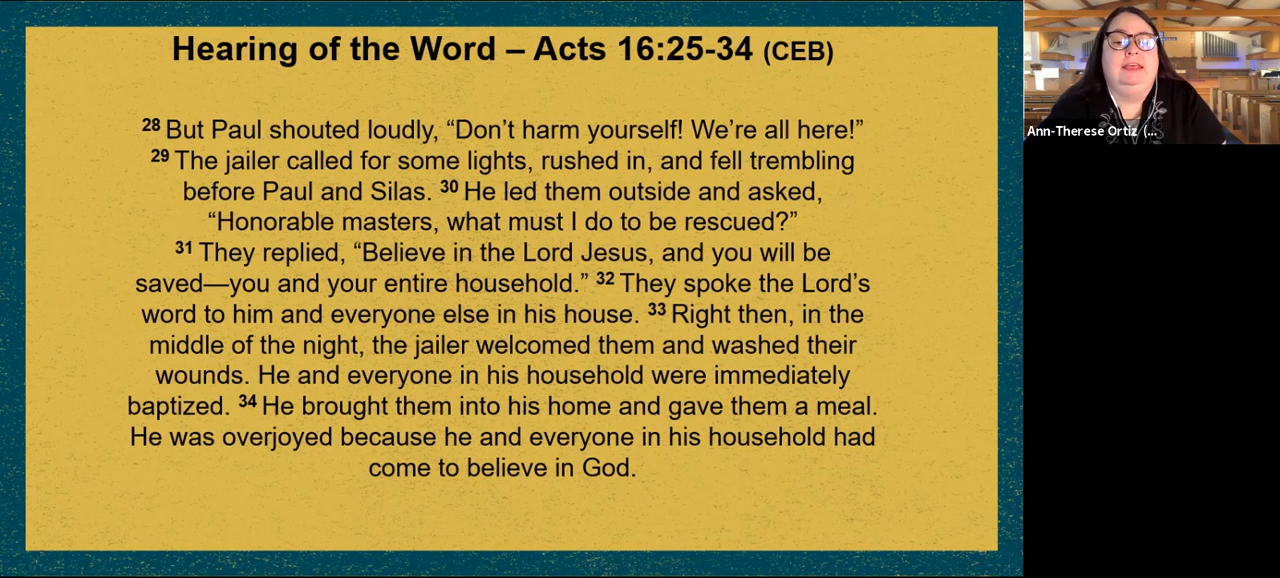 Hearing of the Word – Acts 16:25-34 (CEB)
28 But Paul shouted loudly, “Don’t harm yourself! We’re all here!”
29 The jailer called for some lights, rushed in, and fell trembling
before Paul and Silas. 30 He led them outside and asked,
“Honorable masters, what must I do to be rescued?”
31 They replied, “Believe in the Lord Jesus, and you will be
saved—you and your entire household.” 32 They spoke the Lord’s
word to him and everyone else in his house. 33 Right then, in the
middle of the night, the jailer welcomed them and washed their
wounds. He and everyone in his household were immediately
baptized. 34 He brought them into his home and gave them a meal.
He was overjoyed because he and everyone in his household had
come to believe in God.
Ann-Therese Ortiz (...